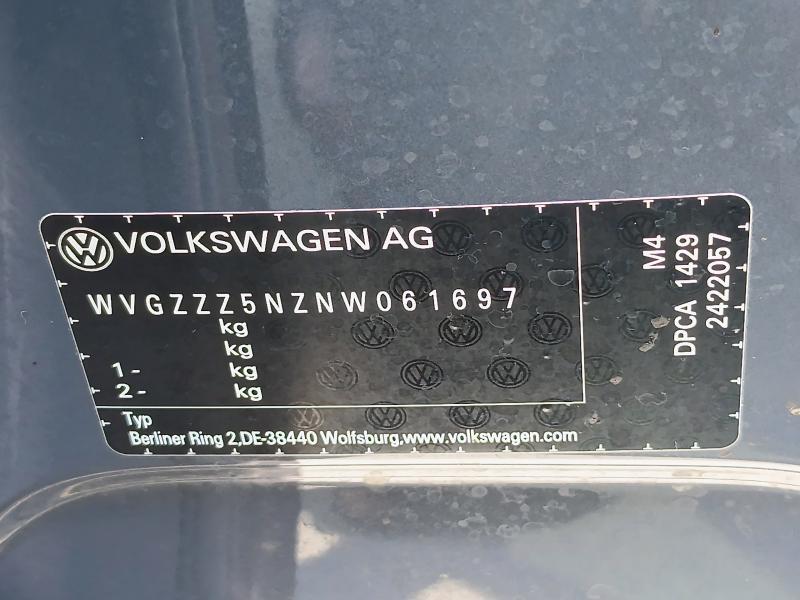 VOLKSWAGEN AG
WVGZZZ5NZNW061697
kg
kg
1- kg
2- kg
Typ
Berliner Ring 2,DE-38440 Wolfsburg,www.volkswagen.com
M4
DPCA 1429
2422057